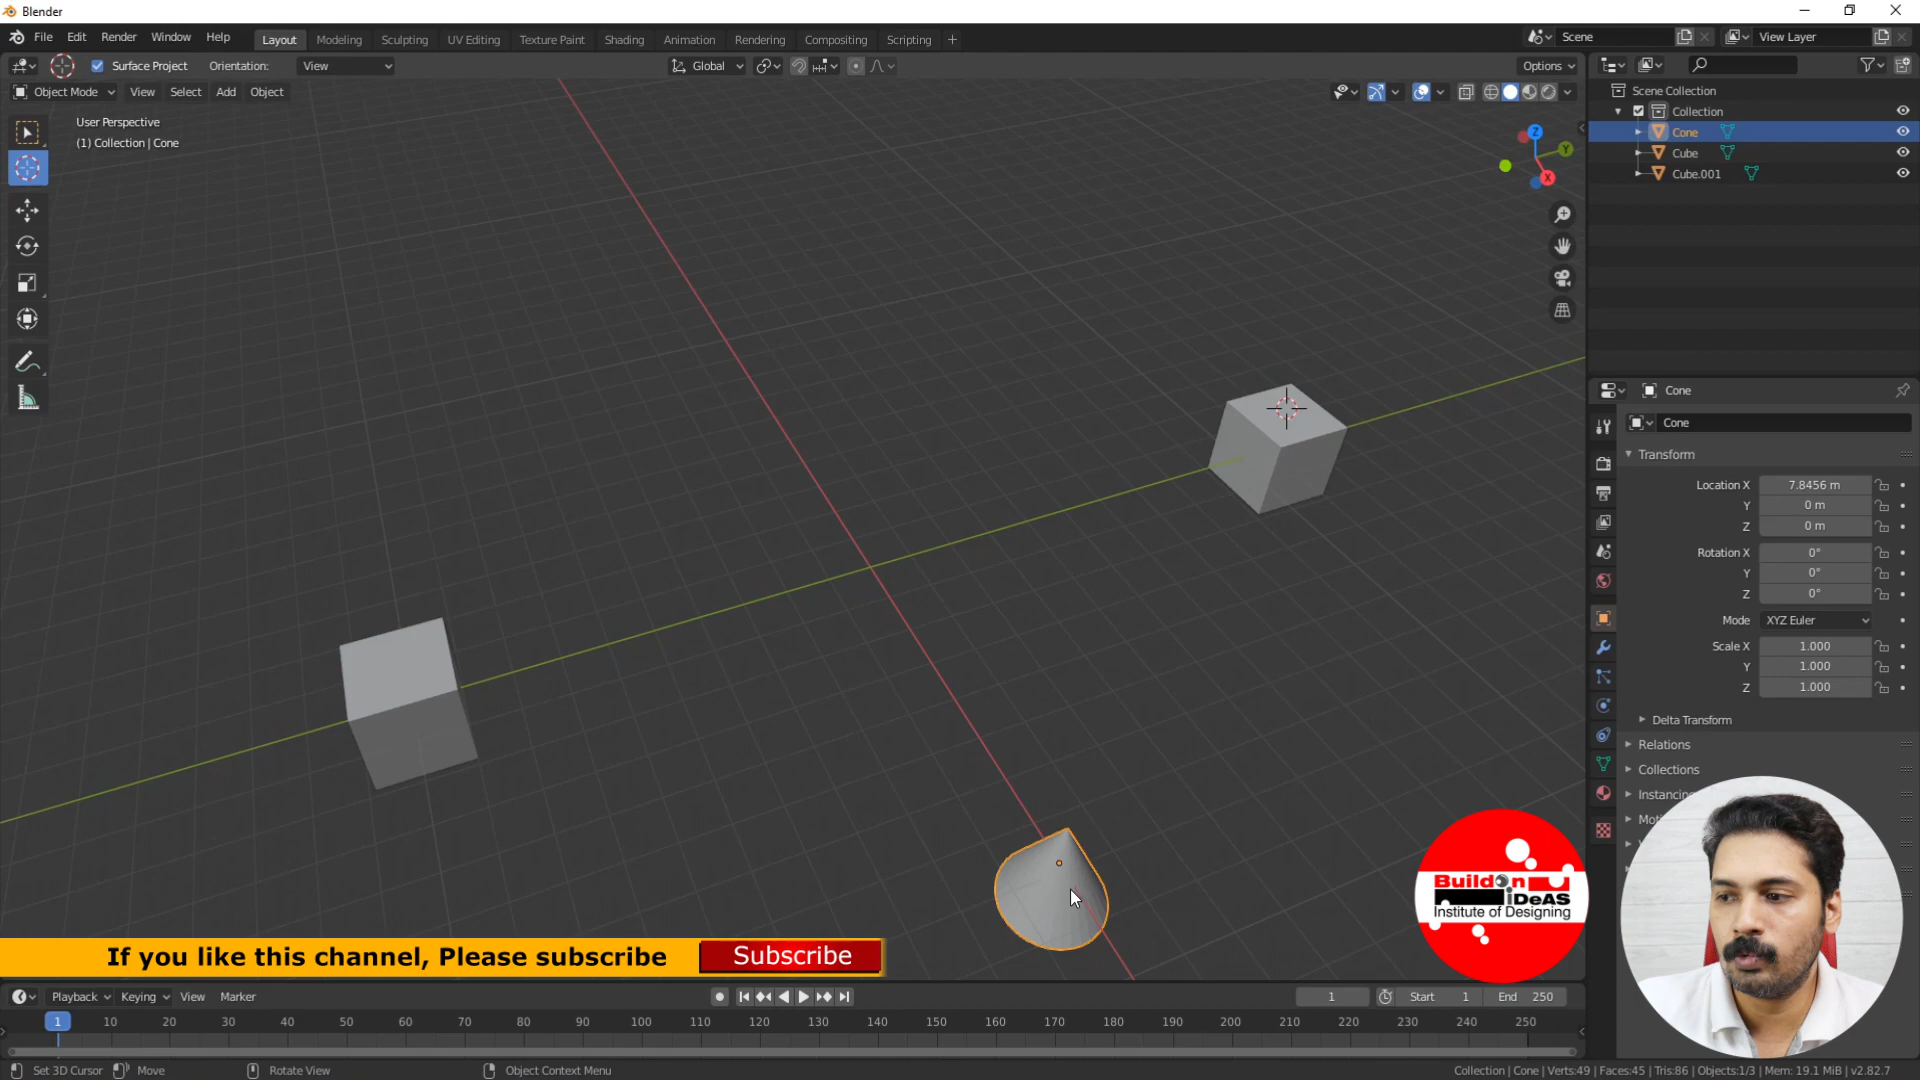 Blender
File Edit Render Window Help Layout Modeling Sculpting UV Editing Texture Paint Shading Animation Rendering Compositing Scripting + Scene View Layer
Surface Project Orientation: View Global Options
Object Mode View Select Add Object
User Perspective
(1) Collection | Cone
Z
Y
X
Scene Collection
Collection
Cone
Cube
Cube.001
Cone
Cone
Transform
Location X 7.8456 m
Y 0 m
Z 0 m
Rotation X 0°
Y 0°
Z 0°
Mode XYZ Euler
Scale X 1.000
Y 1.000
Z 1.000
Delta Transform
Relations
Collections
Instancing
Buildon
iDeAS
Institute of Designing
If you like this channel, Please subscribe Subscribe
Playback Keying View Marker 1 Start 1 End 250
1 10 20 30 40 50 60 70 80 90 100 110 120 130 140 150 160 170 180 190 200 210 220 230 240 250
Set 3D Cursor Move Rotate View Object Context Menu Collection | Cone | Verts:49 | Faces:45 | Tris:86 | Objects:1/3 | Mem: 19.1 MiB | v2.82.7